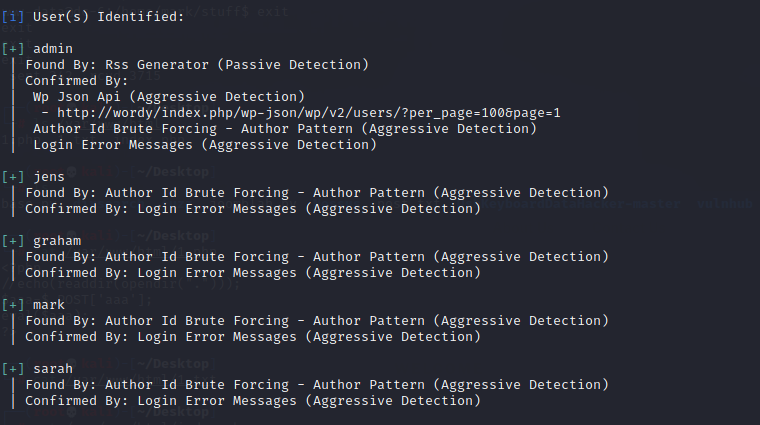 [i] User(s) Identified:
[+] admin
| Found By: Rss Generator (Passive Detection)
| Confirmed By:
|  Wp Json Api (Aggressive Detection)
|   - http://wordy/index.php/wp-json/wp/v2/users/?per_page=100&page=1
|  Author Id Brute Forcing - Author Pattern (Aggressive Detection)
|  Login Error Messages (Aggressive Detection)
[+] jens
| Found By: Author Id Brute Forcing - Author Pattern (Aggressive Detection)
| Confirmed By: Login Error Messages (Aggressive Detection)
[+] graham
| Found By: Author Id Brute Forcing - Author Pattern (Aggressive Detection)
| Confirmed By: Login Error Messages (Aggressive Detection)
[+] mark
| Found By: Author Id Brute Forcing - Author Pattern (Aggressive Detection)
| Confirmed By: Login Error Messages (Aggressive Detection)
[+] sarah
| Found By: Author Id Brute Forcing - Author Pattern (Aggressive Detection)
| Confirmed By: Login Error Messages (Aggressive Detection)